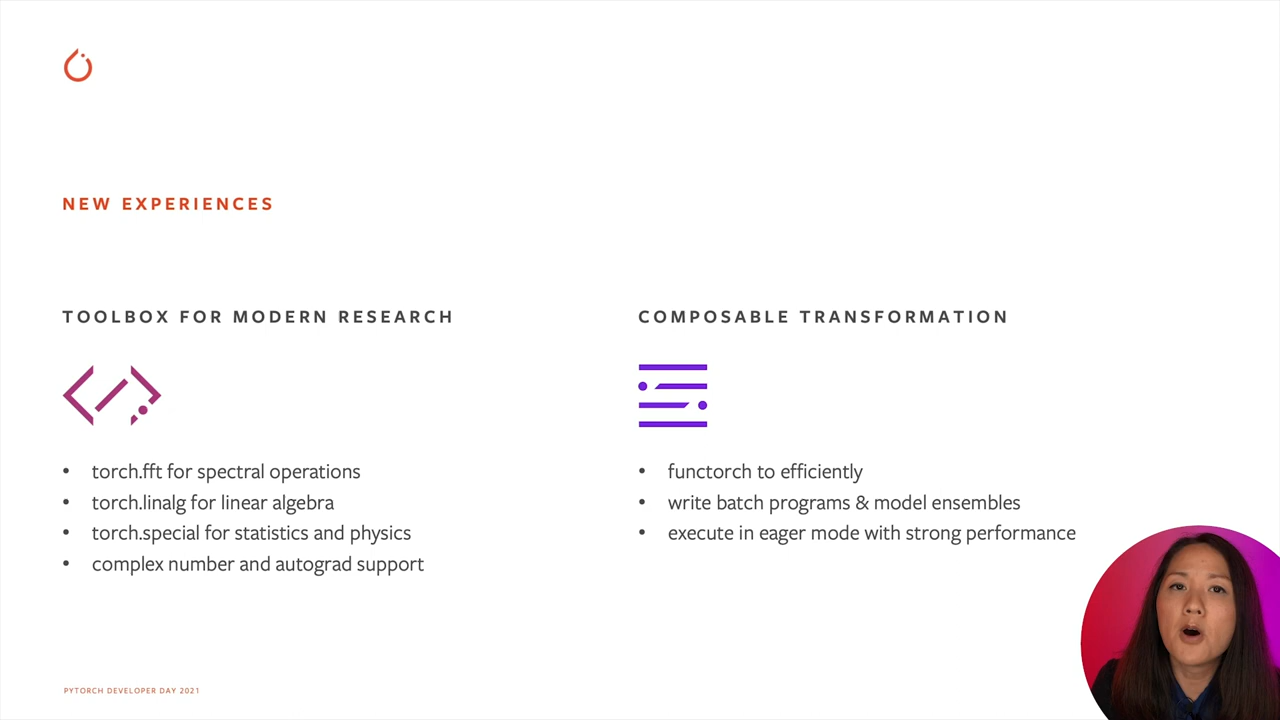 NEW EXPERIENCES
TOOLBOX FOR MODERN RESEARCH
• torch.fft for spectral operations
• torch.linalg for linear algebra
• torch.special for statistics and physics
• complex number and autograd support
COMPOSABLE TRANSFORMATION
• functorch to efficiently
• write batch programs & model ensembles
• execute in eager mode with strong performance
PYTORCH DEVELOPER DAY 2021